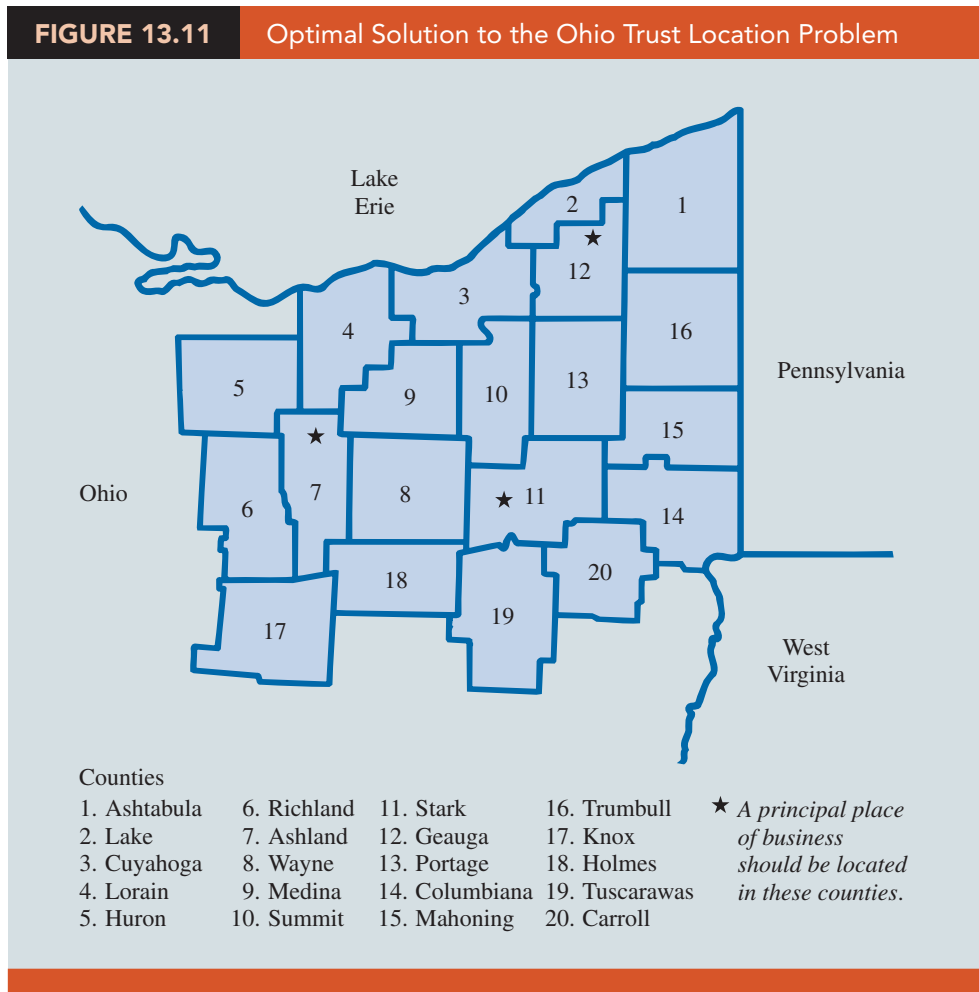 FIGURE 13.11 Optimal Solution to the Ohio Trust Location Problem
Lake
Erie
2
1
12
3
4
16
Pennsylvania
5
9
10
13
15
Ohio
6
7
8
11
14
18
20
17
19
West
Virginia
Counties
1. Ashtabula 6. Richland 11. Stark 16. Trumbull ★ A principal place
2. Lake 7. Ashland 12. Geauga 17. Knox of business
3. Cuyahoga 8. Wayne 13. Portage 18. Holmes should be located
4. Lorain 9. Medina 14. Columbiana 19. Tuscarawas in these counties.
5. Huron 10. Summit 15. Mahoning 20. Carroll